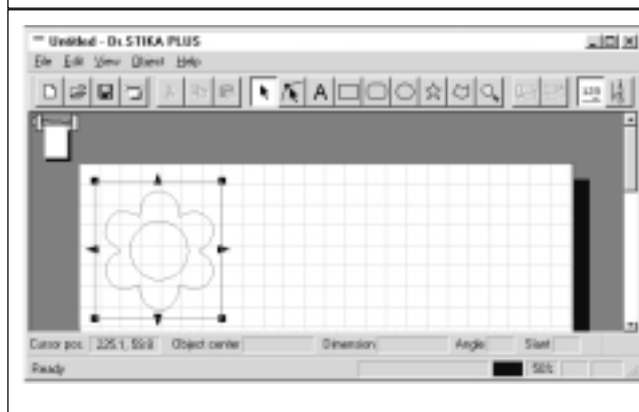 Untitled - Dr. STIKA PLUS
File Edit View Object Help
A
Cursor pos. 225.1, 59.8 Object center Dimension Angle Slant
Ready 50%